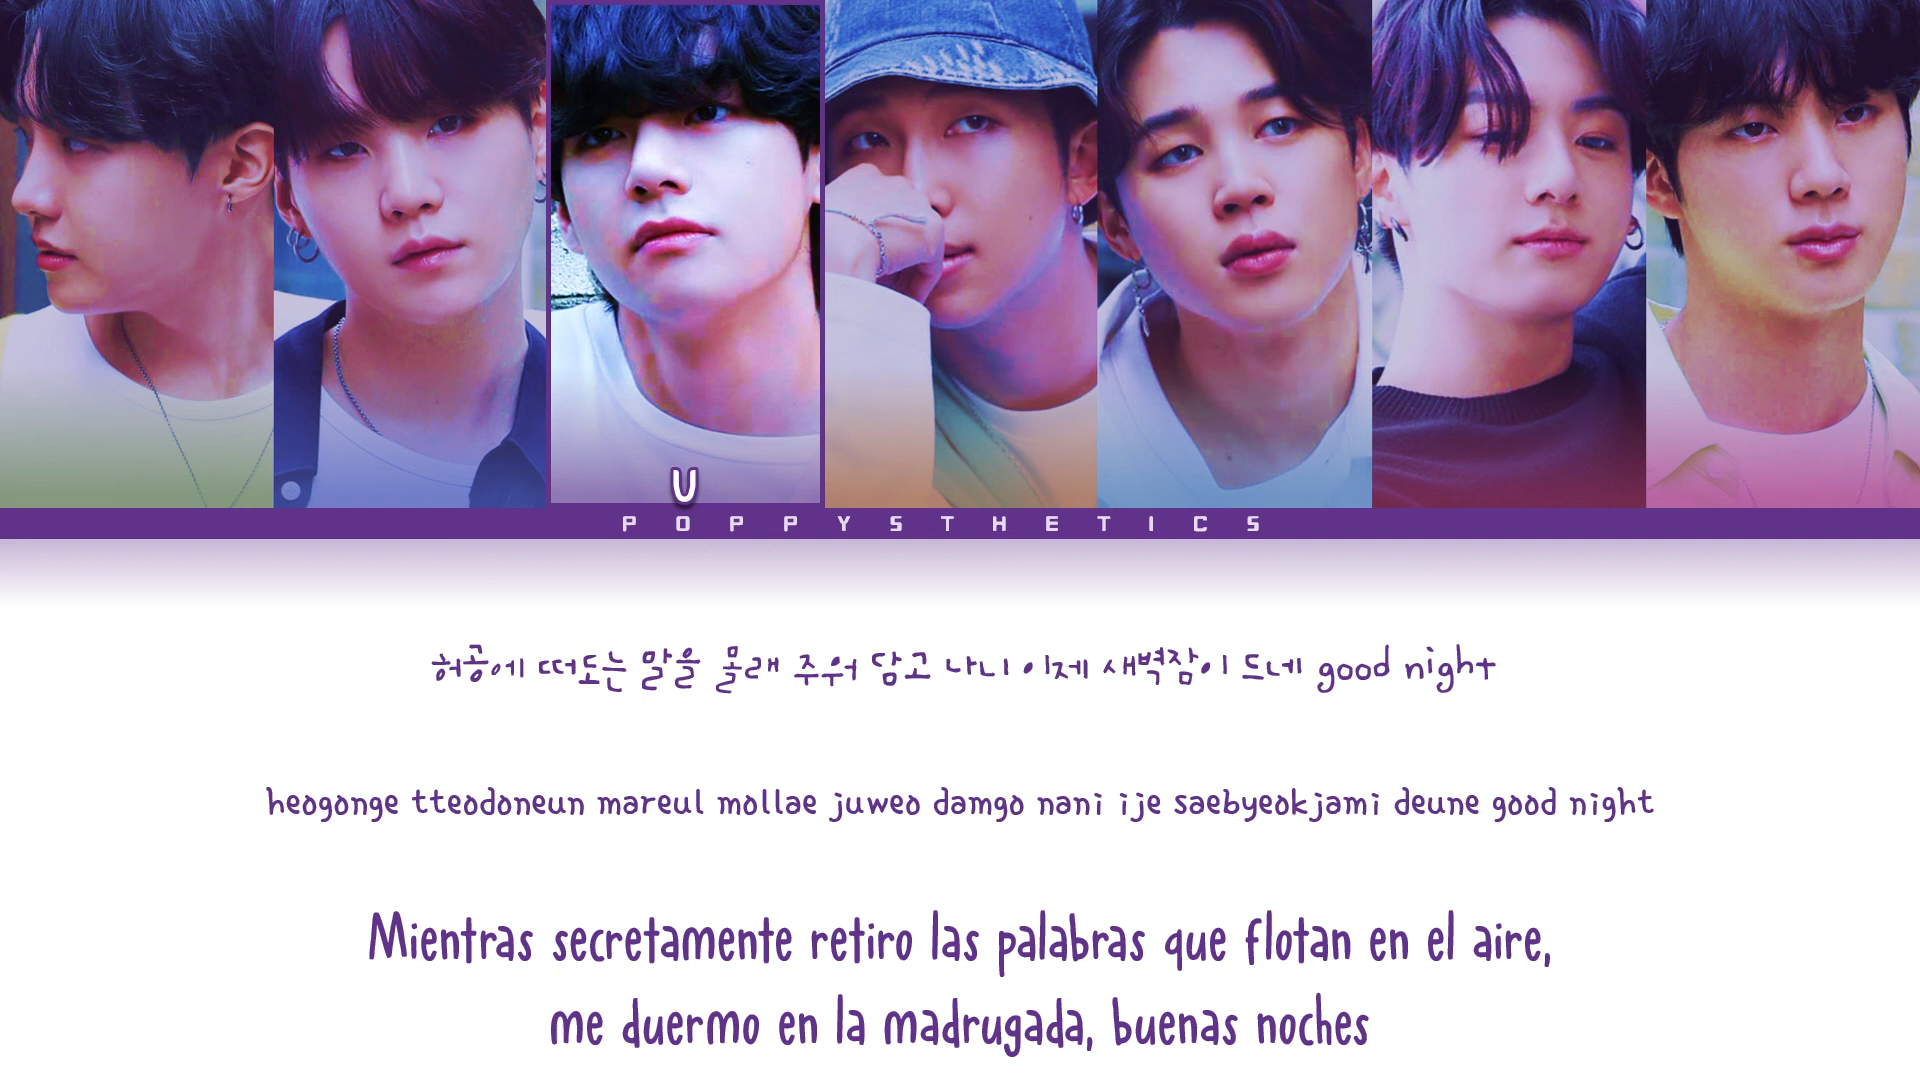 U
POPPYSTHETICS
허공에 떠도는 말을 몰래 주워 담고 나니 이제 새벽잠이 드네 good night
heogonge tteodoneun mareul mollae juweo damgo nani ije saebyeokjami deune good night
Mientras secretamente retiro las palabras que flotan en el aire,
me duermo en la madrugada, buenas noches